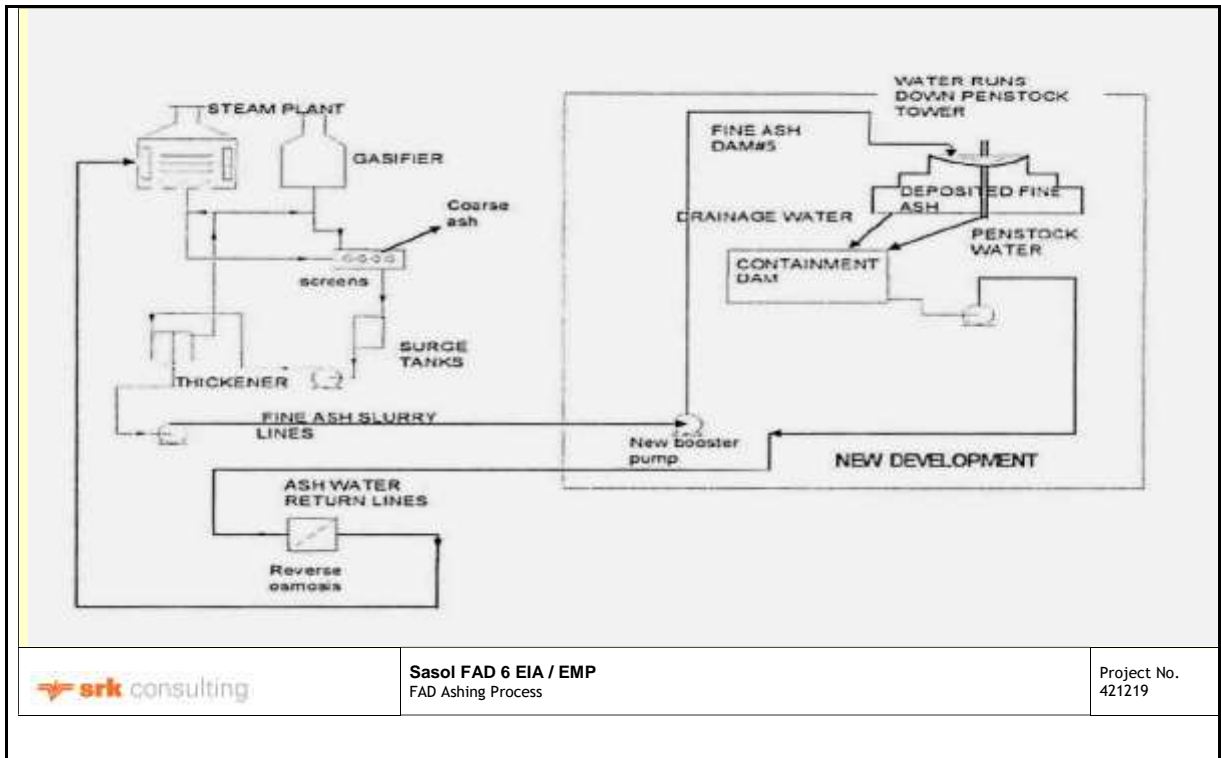 WATER RUNS
DOWN PENSTOCK
TOWER
STEAM PLANT
GASIFIER
FINE ASH
DAM#5
Coarse
ash
screens
DEPOSITED FINE
ASH
DRAINAGE WATER
PENSTOCK
WATER
CONTAINMENT
DAM
SURGE
TANKS
THICKENER
FINE ASH SLURRY
LINES
New booster
pump
NEW DEVELOPMENT
ASH WATER
RETURN LINES
Reverse
osmosis
srk consulting
Sasol FAD 6 EIA / EMP
FAD Ashing Process
Project No.
421219